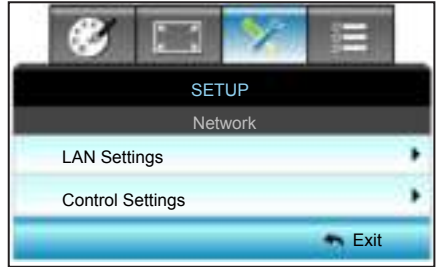 SETUP
Network
LAN Settings
Control Settings
Exit